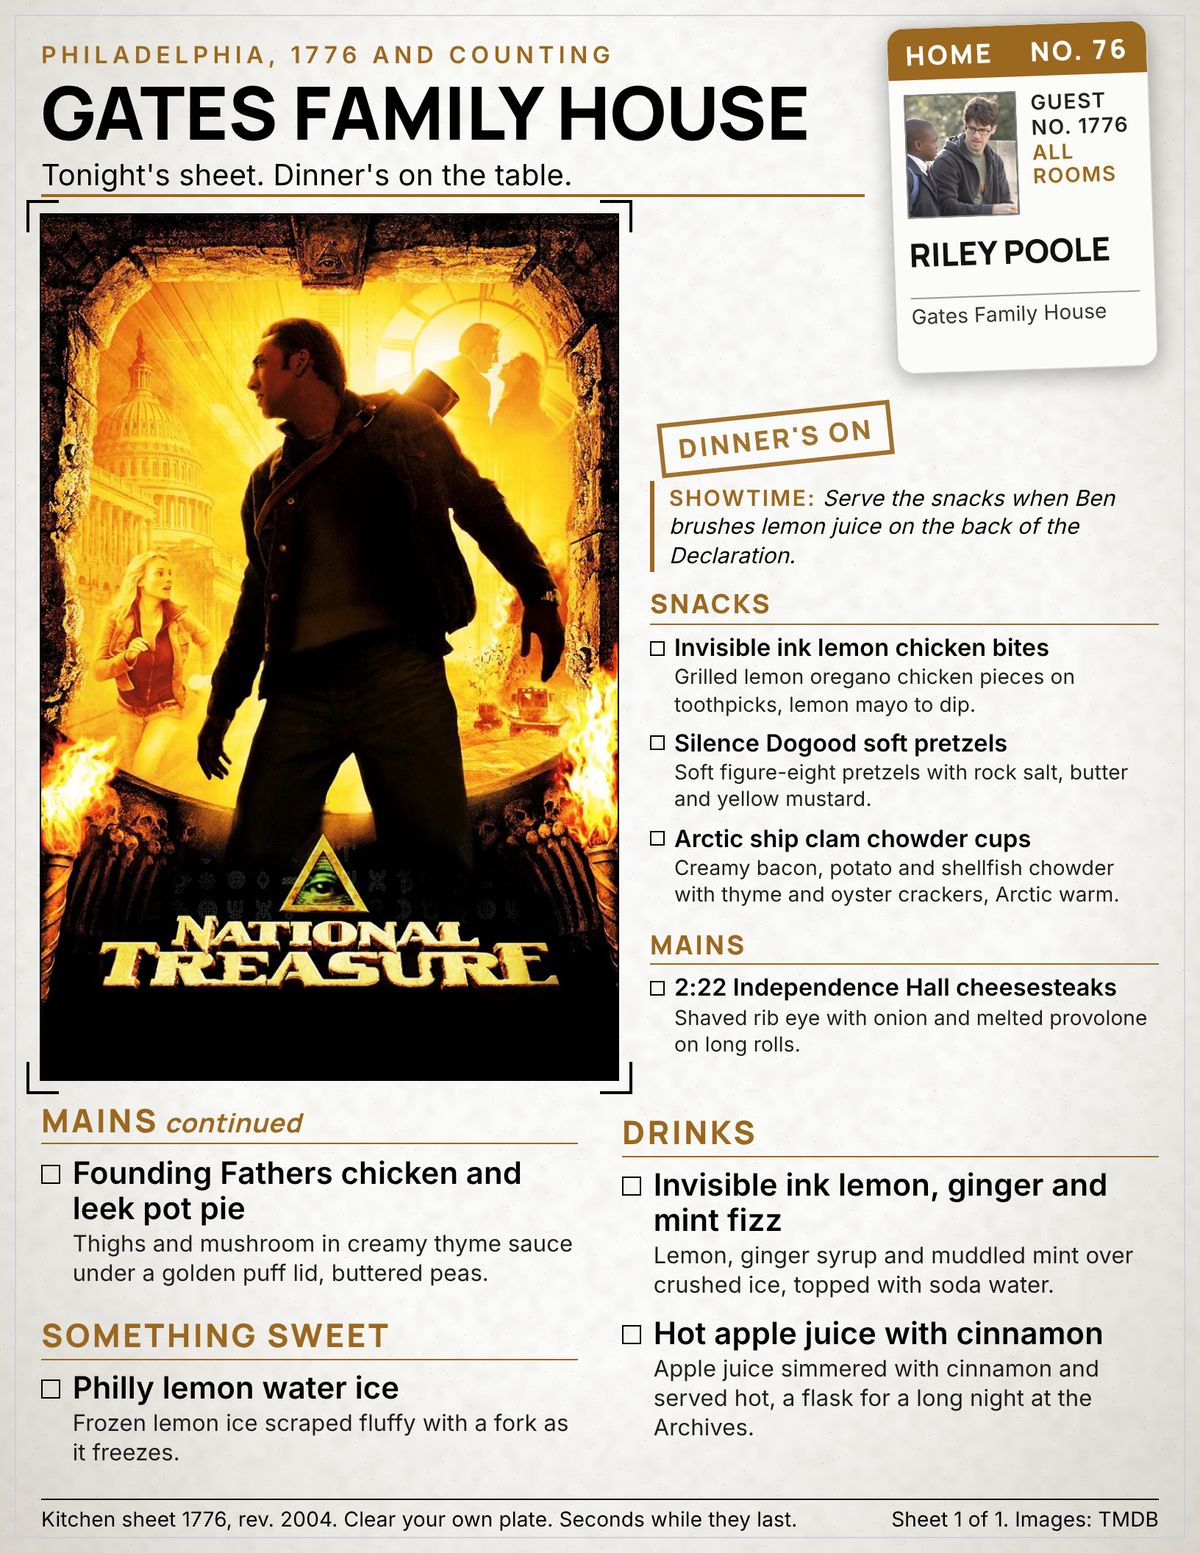 PHILADELPHIA, 1776 AND COUNTING
GATES FAMILY HOUSE
Tonight's sheet. Dinner's on the table.
HOME NO. 76
GUEST
NO. 1776
ALL
ROOMS
RILEY POOLE
Gates Family House
NATIONAL
TREASURE
DINNER'S ON
SHOWTIME: Serve the snacks when Ben
brushes lemon juice on the back of the
Declaration.
SNACKS
Invisible ink lemon chicken bites
Grilled lemon oregano chicken pieces on
toothpicks, lemon mayo to dip.
Silence Dogood soft pretzels
Soft figure-eight pretzels with rock salt, butter
and yellow mustard.
Arctic ship clam chowder cups
Creamy bacon, potato and shellfish chowder
with thyme and oyster crackers, Arctic warm.
MAINS
2:22 Independence Hall cheesesteaks
Shaved rib eye with onion and melted provolone
on long rolls.
MAINS continued
Founding Fathers chicken and
leek pot pie
Thighs and mushroom in creamy thyme sauce
under a golden puff lid, buttered peas.
SOMETHING SWEET
Philly lemon water ice
Frozen lemon ice scraped fluffy with a fork as
it freezes.
DRINKS
Invisible ink lemon, ginger and
mint fizz
Lemon, ginger syrup and muddled mint over
crushed ice, topped with soda water.
Hot apple juice with cinnamon
Apple juice simmered with cinnamon and
served hot, a flask for a long night at the
Archives.
Kitchen sheet 1776, rev. 2004. Clear your own plate. Seconds while they last.
Sheet 1 of 1. Images: TMDB